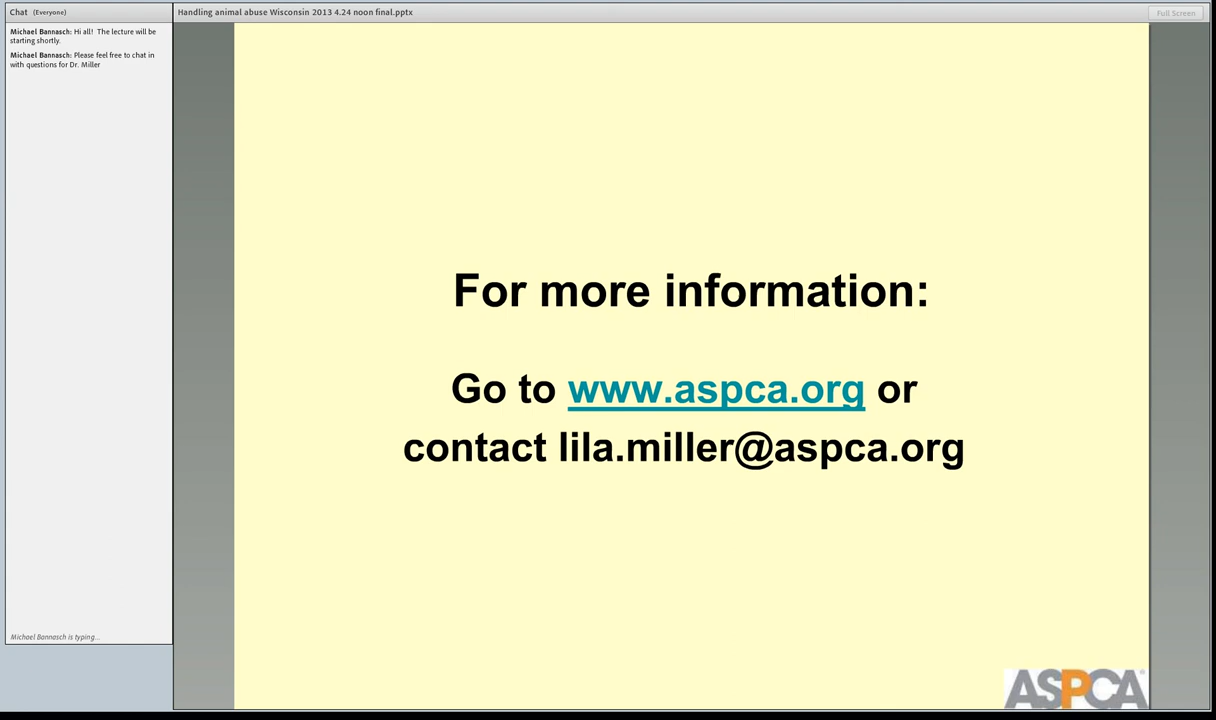 Chat (Everyone)
Handling animal abuse Wisconsin 2013 4.24 noon final.pptx
Full Screen
Michael Bannasch: Hi all! The lecture will be
starting shortly.
Michael Bannasch: Please feel free to chat in
with questions for Dr. Miller
For more information:
Go to www.aspca.org or
contact lila.miller@aspca.org
Michael Bannasch is typing...
ASPCA